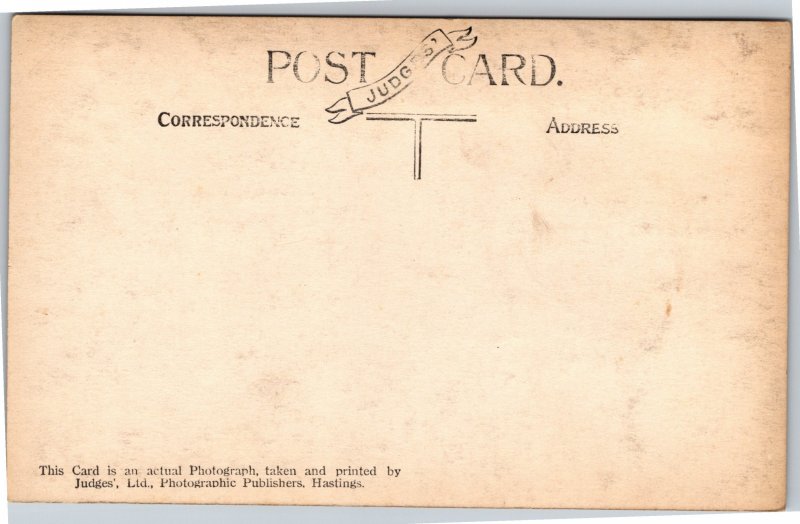 POST CARD.
JUDGES'
CORRESPONDENCE
ADDRESS
This Card is an actual Photograph, taken and printed by
Judges', Ltd., Photographic Publishers, Hastings.